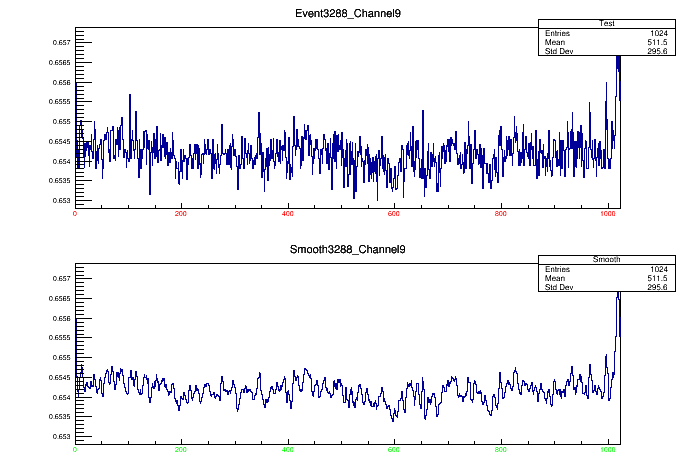 Event3288_Channel9
Test
Entries 1024
Mean 511.5
Std Dev 295.6
0.657
0.6565
0.656
0.6555
0.655
0.6545
0.654
0.6535
0.653
0 200 400 600 800 1000
Smooth3288_Channel9
Smooth
Entries 1024
Mean 511.5
Std Dev 295.6
0.657
0.6565
0.656
0.6555
0.655
0.6545
0.654
0.6535
0.653
0 200 400 600 800 1000